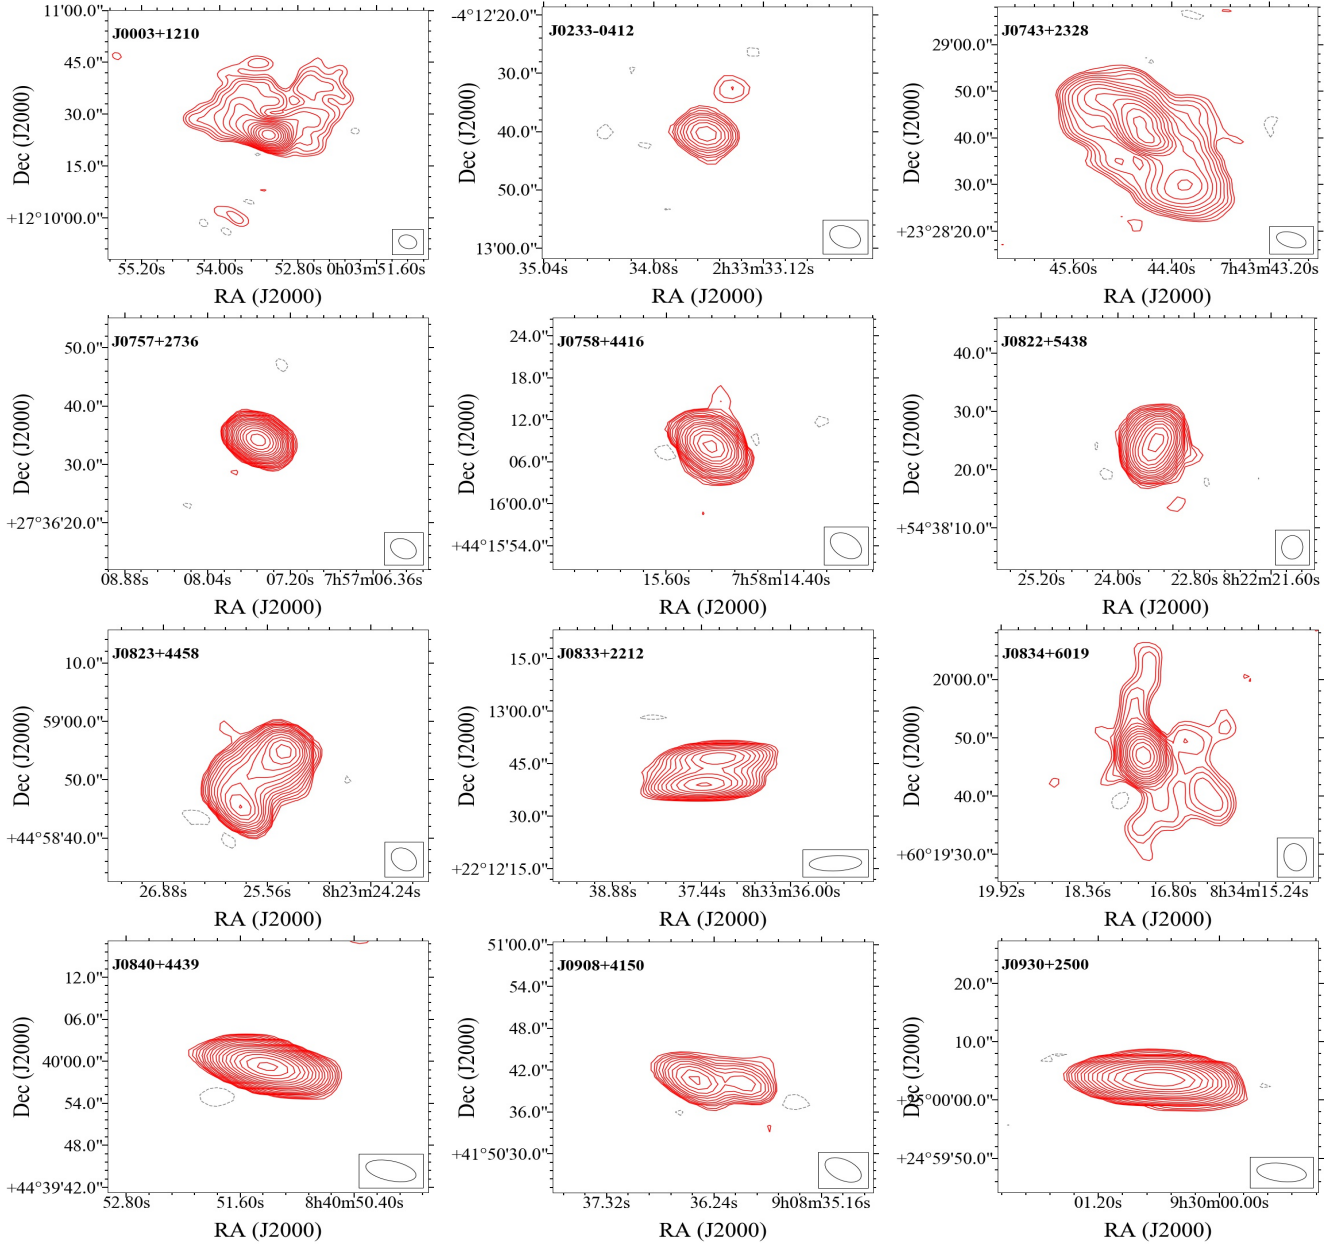 J0003+1210
11'00.0"
45.0"
30.0"
15.0"
+12°10'00.0"
Dec (J2000)
55.20s 54.00s 52.80s 0h03m51.60s
RA (J2000)
J0233-0412
-4°12'20.0"
30.0"
40.0"
50.0"
13'00.0"
Dec (J2000)
35.04s 34.08s 2h33m33.12s
RA (J2000)
J0743+2328
29'00.0"
50.0"
40.0"
30.0"
+23°28'20.0"
Dec (J2000)
45.60s 44.40s 7h43m43.20s
RA (J2000)
J0757+2736
50.0"
40.0"
30.0"
+27°36'20.0"
Dec (J2000)
08.88s 08.04s 07.20s 7h57m06.36s
RA (J2000)
J0758+4416
24.0"
18.0"
12.0"
06.0"
16'00.0"
+44°15'54.0"
Dec (J2000)
15.60s 7h58m14.40s
RA (J2000)
J0822+5438
40.0"
30.0"
20.0"
+54°38'10.0"
Dec (J2000)
25.20s 24.00s 22.80s 8h22m21.60s
RA (J2000)
J0823+4458
10.0"
59'00.0"
50.0"
+44°58'40.0"
Dec (J2000)
26.88s 25.56s 8h23m24.24s
RA (J2000)
J0833+2212
15.0"
13'00.0"
45.0"
30.0"
+22°12'15.0"
Dec (J2000)
38.88s 37.44s 8h33m36.00s
RA (J2000)
J0834+6019
20'00.0"
50.0"
40.0"
+60°19'30.0"
Dec (J2000)
19.92s 18.36s 16.80s 8h34m15.24s
RA (J2000)
J0840+4439
12.0"
06.0"
40'00.0"
54.0"
48.0"
+44°39'42.0"
Dec (J2000)
52.80s 51.60s 8h40m50.40s
RA (J2000)
J0908+4150
51'00.0"
54.0"
48.0"
42.0"
36.0"
+41°50'30.0"
Dec (J2000)
37.32s 36.24s 9h08m35.16s
RA (J2000)
J0930+2500
20.0"
10.0"
+25°00'00.0"
+24°59'50.0"
Dec (J2000)
01.20s 9h30m00.00s
RA (J2000)